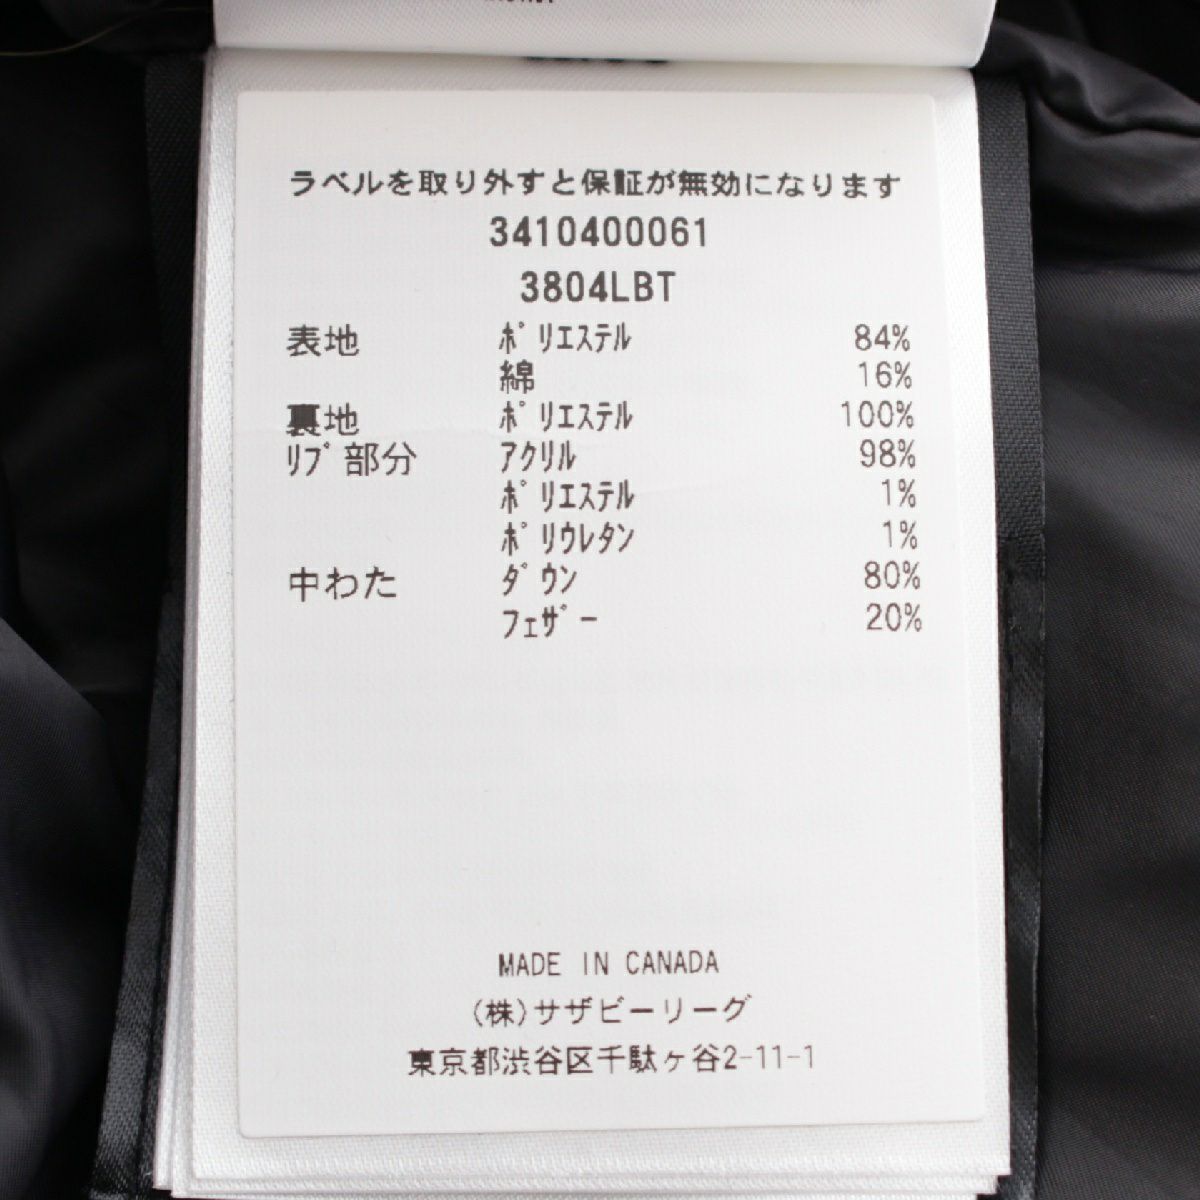 ラベルを取り外すと保証が無効になります
3410400061
3804LBT
表地 ポリエステル 84%
綿 16%
裏地 ポリエステル 100%
リブ部分 アクリル 98%
ポリエステル 1%
ポリウレタン 1%
中わた ダウン 80%
フェザー 20%
MADE IN CANADA
(株)サザビーリーグ
東京都渋谷区千駄ヶ谷2-11-1